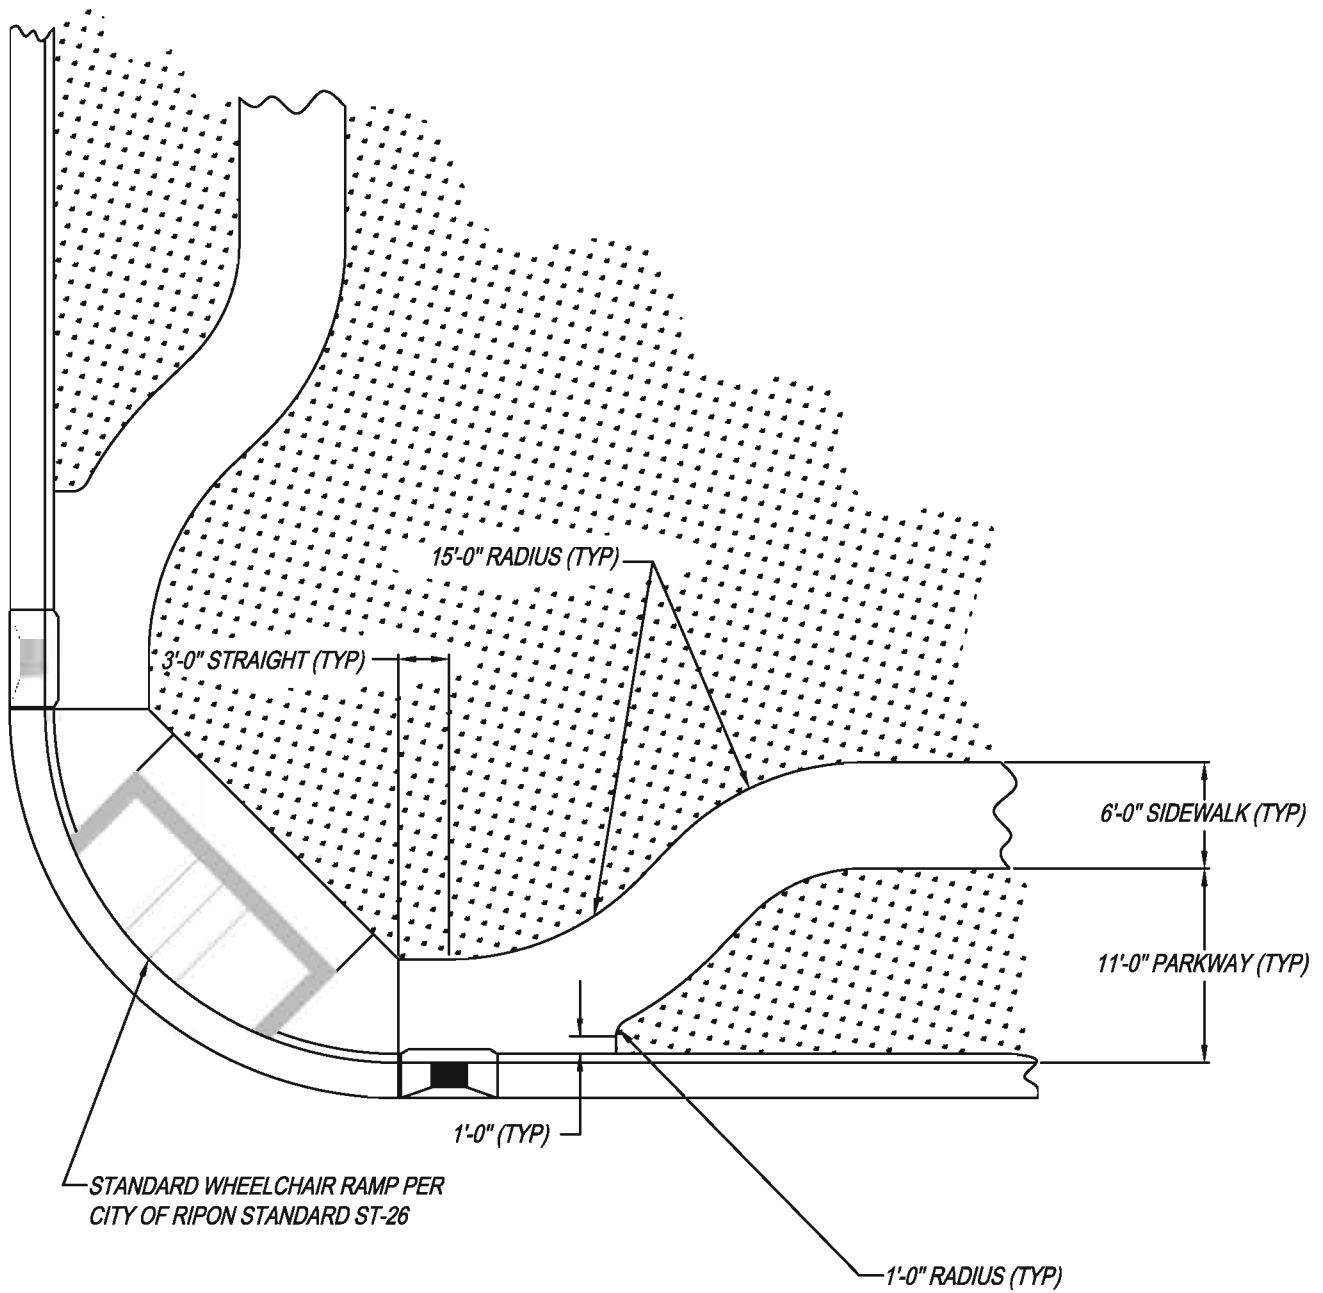 15'-0" RADIUS (TYP)
3'-0" STRAIGHT (TYP)
6'-0" SIDEWALK (TYP)
11'-0" PARKWAY (TYP)
1'-0" (TYP)
STANDARD WHEELCHAIR RAMP PER
CITY OF RIPON STANDARD ST-26
1'-0" RADIUS (TYP)